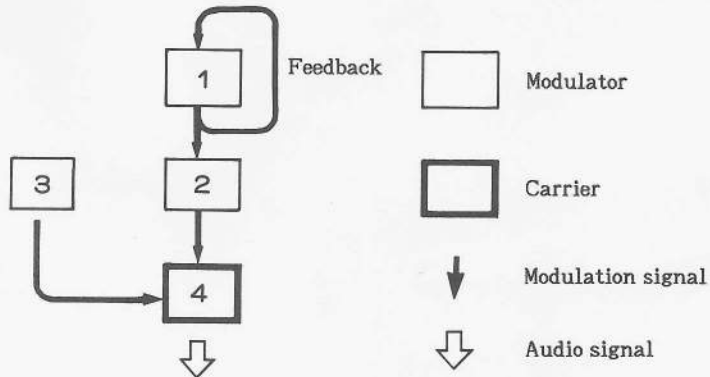 1
Feedback
2
3
4
Modulator
Carrier
Modulation signal
Audio signal